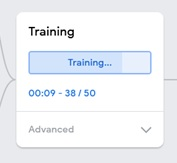 Training
Training...
00:09 - 38 / 50
Advanced